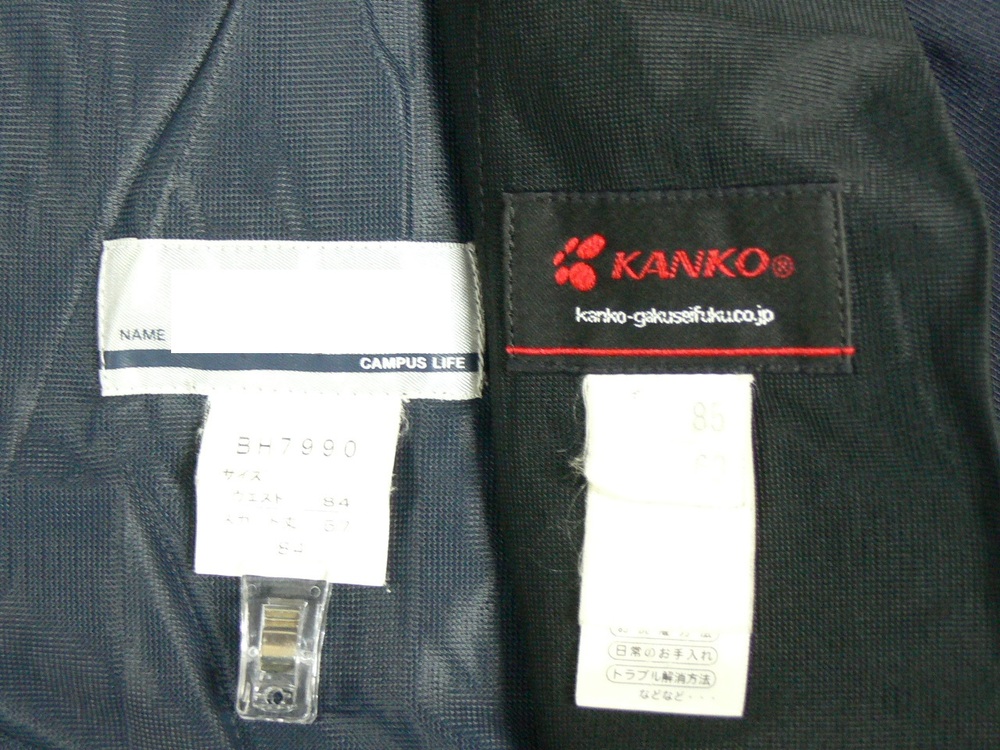 NAME
CAMPUS LIFE
BH7990
サイズ
ウエスト 84
84
KANKO®
kanko-gakuseifuku.co.jp
85
日常のお手入れ
トラブル解消方法
などなど・・・